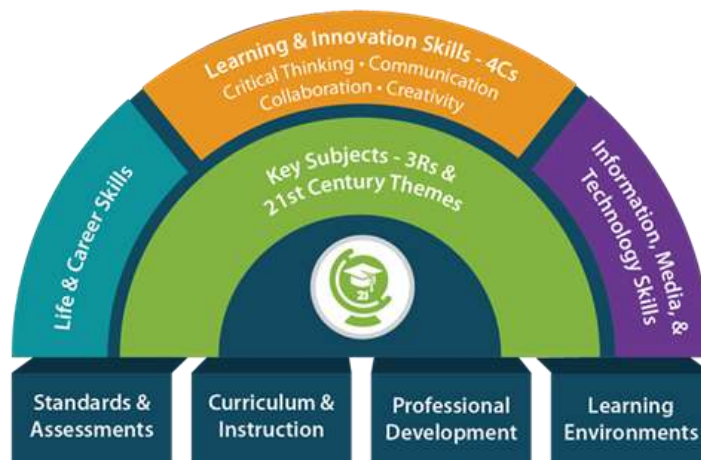 Learning & Innovation Skills - 4Cs
Critical Thinking • Communication
Collaboration • Creativity
Life & Career Skills
Key Subjects - 3Rs &
21st Century Themes
Information, Media, &
Technology Skills
21
Standards &
Assessments
Curriculum &
Instruction
Professional
Development
Learning
Environments